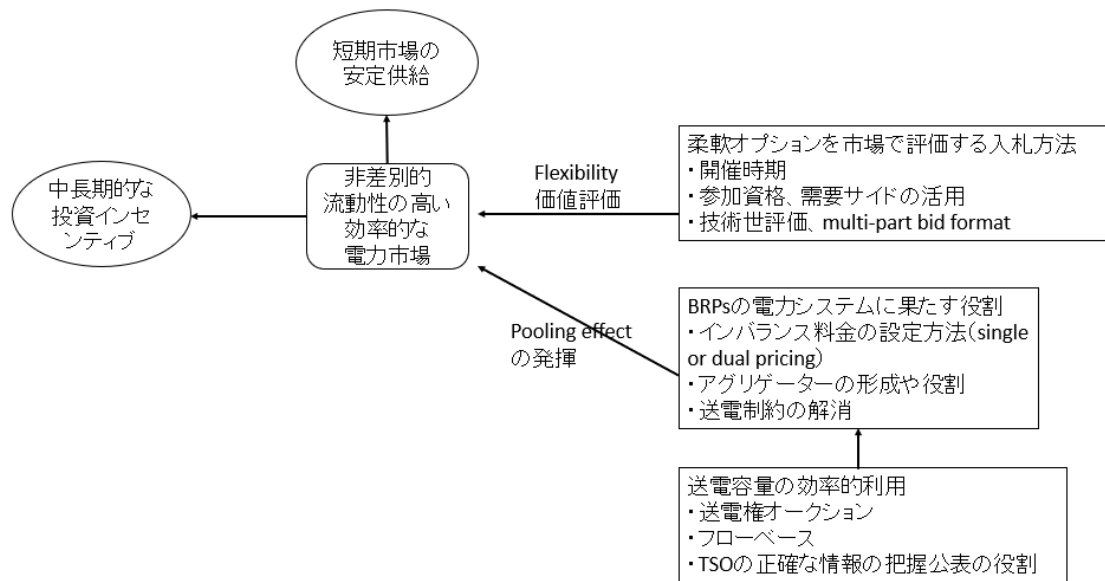 短期市場の
安定供給
中長期的な
投資インセ
ンティブ
非差別的
流動性の高い
効率的な
電力市場
Flexibility
価値評価
柔軟オプションを市場で評価する入札方法
・開催時期
・参加資格、需要サイドの活用
・技術世評価、multi-part bid format
Pooling effect
の発揮
BRPsの電力システムに果たす役割
・インバランス料金の設定方法(single
or dual pricing)
・アグリゲーターの形成や役割
・送電制約の解消
送電容量の効率的利用
・送電権オークション
・フローベース
・TSOの正確な情報の把握公表の役割